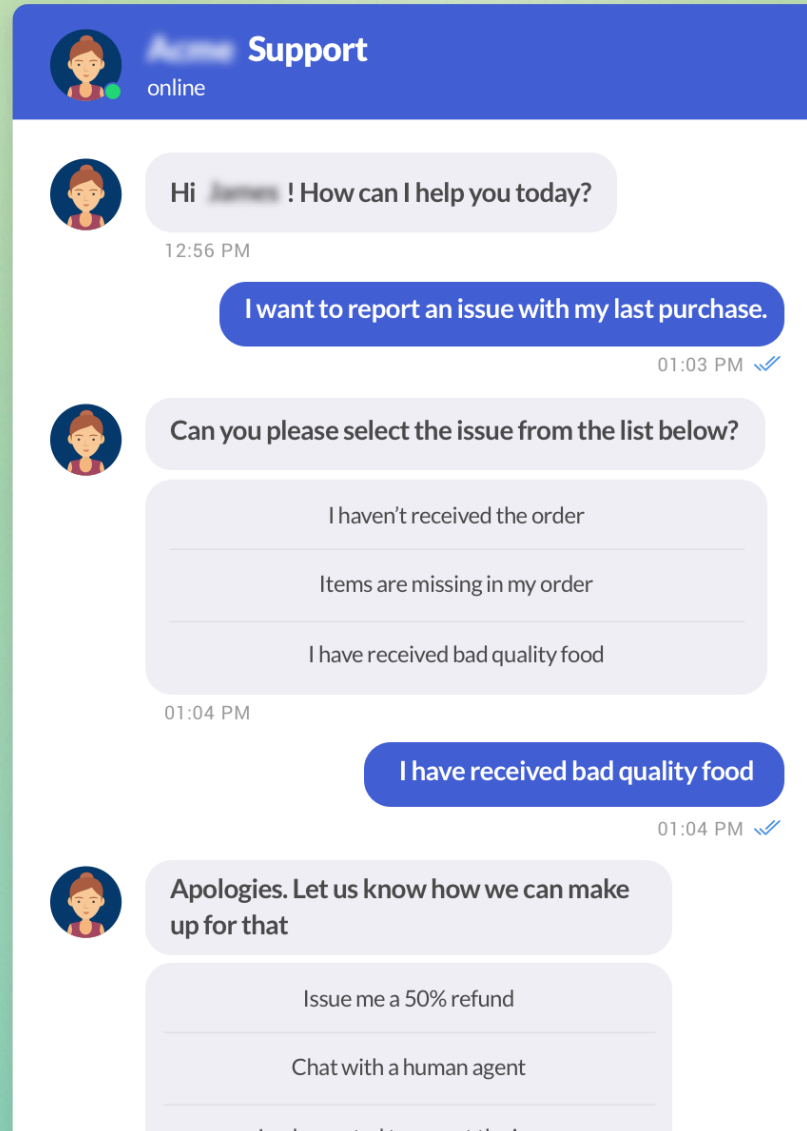 Support
online
Hi ! How can I help you today?
12:56 PM
I want to report an issue with my last purchase.
01:03 PM
Can you please select the issue from the list below?
I haven’t received the order
Items are missing in my order
I have received bad quality food
01:04 PM
I have received bad quality food
01:04 PM
Apologies. Let us know how we can make
up for that
Issue me a 50% refund
Chat with a human agent